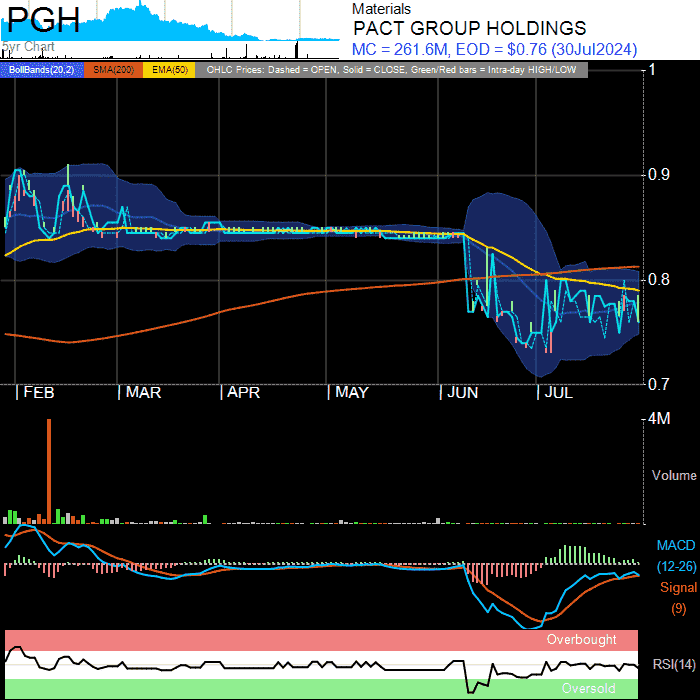 PGH
5yr Chart
Materials
PACT GROUP HOLDINGS
MC = 261.6M, EOD = $0.76 (30Jul2024)
BollBands(20,2) SMA(200) EMA(50) OHLC Prices: Dashed = OPEN, Solid = CLOSE, Green/Red bars = Intra-day HIGH/LOW
1
0.9
0.8
0.7
FEB MAR APR MAY JUN JUL
4M
Volume
MACD
(12-26)
Signal
(9)
Overbought
RSI(14)
Oversold